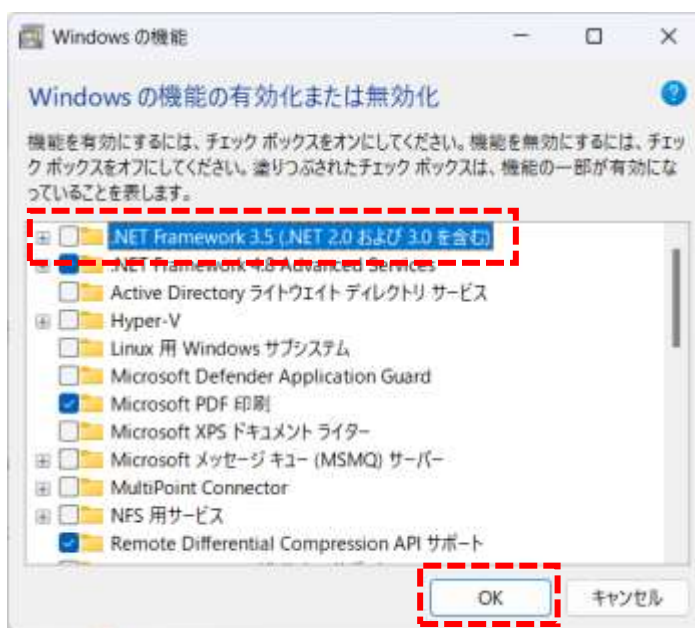 Windows の機能
Windows の機能の有効化または無効化
機能を有効にするには、チェック ボックスをオンにしてください。機能を無効にするには、チェッ
ク ボックスをオフにしてください。塗りつぶされたチェック ボックスは、機能の一部が有効にな
っていることを表します。
.NET Framework 3.5 (.NET 2.0 および 3.0 を含む)
.NET Framework 4.8 Advanced Services
Active Directory ライトウェイト ディレクトリ サービス
Hyper-V
Linux 用 Windows サブシステム
Microsoft Defender Application Guard
Microsoft PDF 印刷
Microsoft XPS ドキュメント ライター
Microsoft メッセージ キュー (MSMQ) サーバー
MultiPoint Connector
NFS 用サービス
Remote Differential Compression API サポート
OK キャンセル